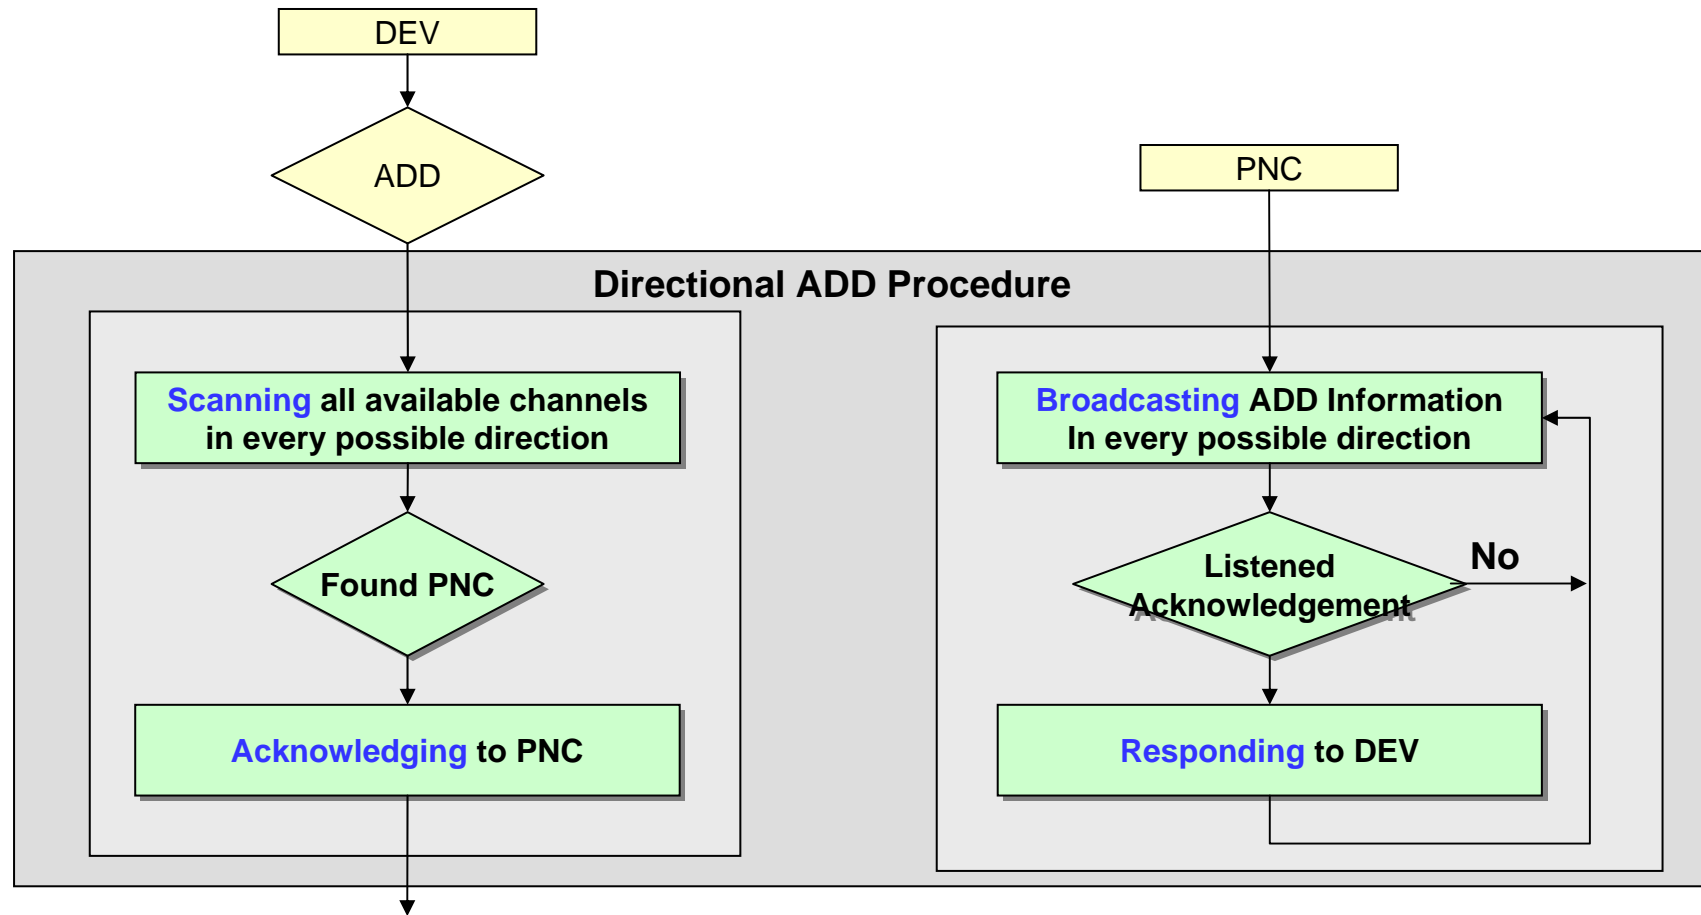 DEV
ADD
PNC
Directional ADD Procedure
Scanning all available channels
in every possible direction
Found PNC
Acknowledging to PNC
Broadcasting ADD Information
In every possible direction
Listened
Acknowledgement
No
Responding to DEV